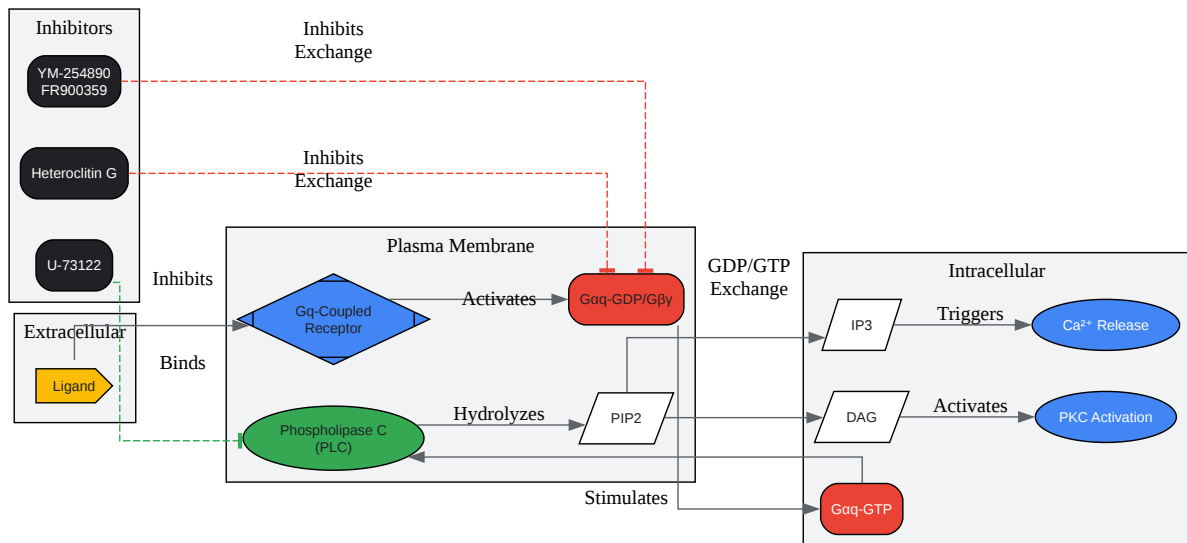 Inhibitors
YM-254890
FR900359
Heteroclitin G
U-73122
Extracellular
Ligand
Inhibits
Exchange
Inhibits
Exchange
Inhibits
Binds
Plasma Membrane
Gq-Coupled
Receptor
Activates
Gαq-GDP/Gβγ
Phospholipase C
(PLC)
Hydrolyzes
PIP2
Stimulates
GDP/GTP
Exchange
Intracellular
IP3
Triggers
Ca²⁺ Release
DAG
Activates
PKC Activation
Gαq-GTP